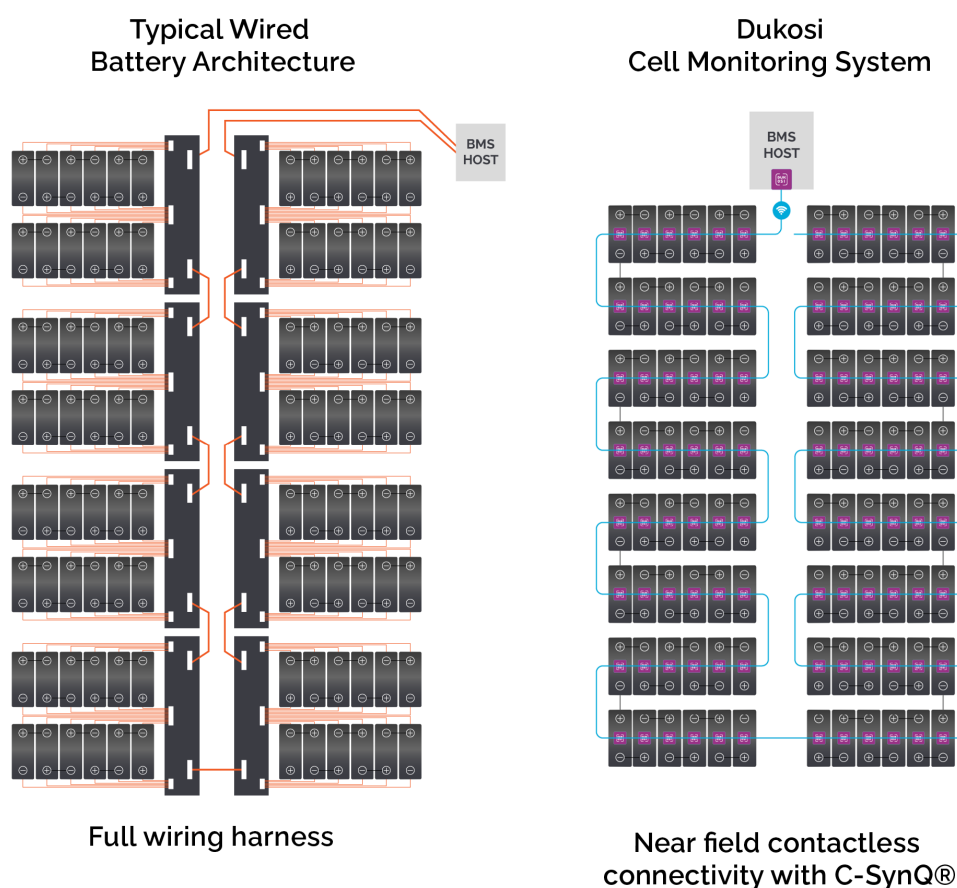 Typical Wired
Battery Architecture
BMS
HOST
Full wiring harness
Dukosi
Cell Monitoring System
BMS
HOST
Near field contactless
connectivity with C-SynQ®